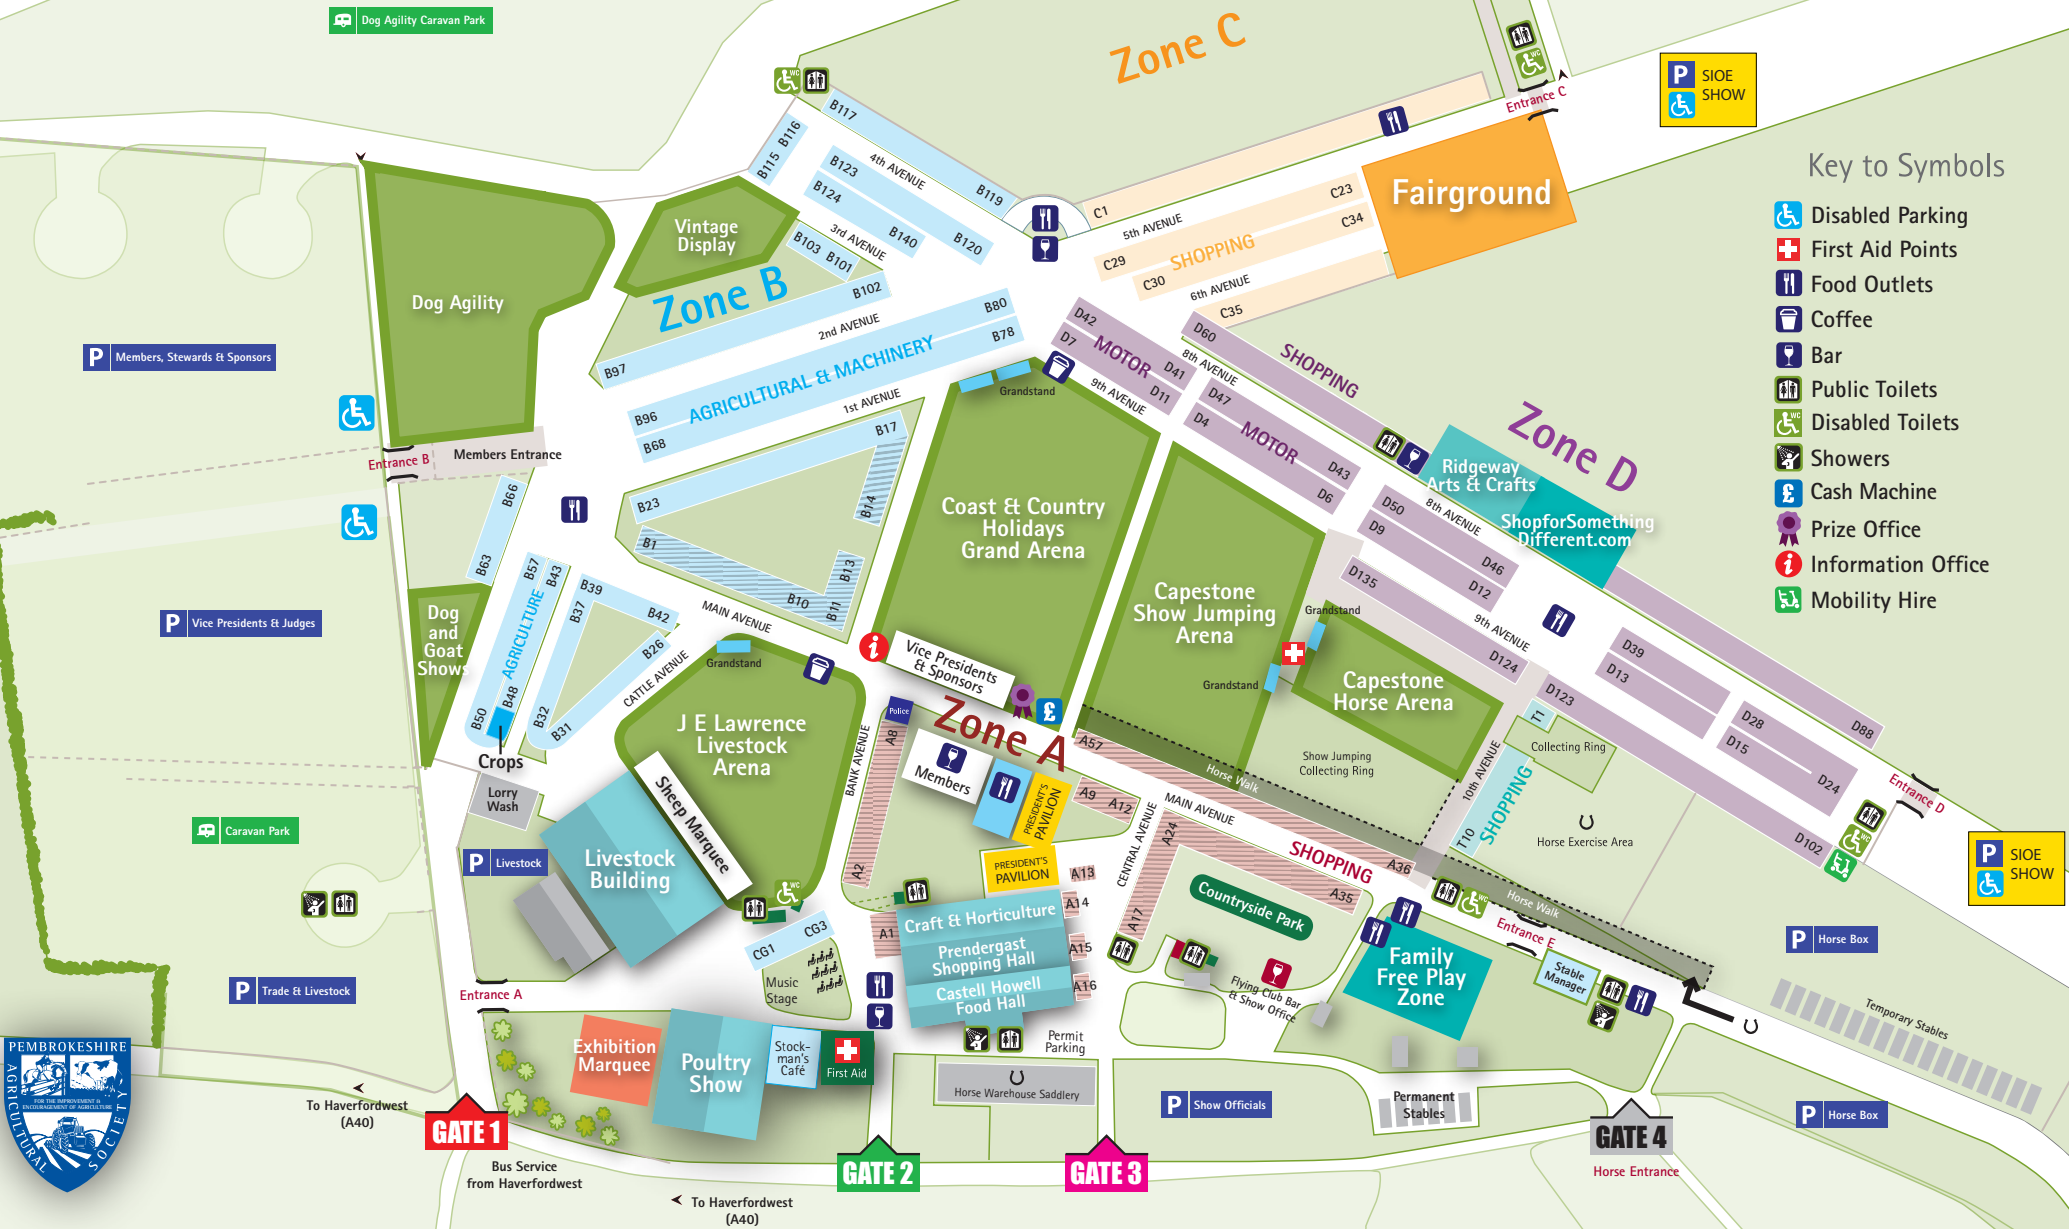 Dog Agility Caravan Park
Zone C
WC
WC
Entrance C
P SIOE
SHOW
B117
B116
B115
4th AVENUE
B123
B124
B119
B140
B120
3rd AVENUE
B103
B101
Vintage
Display
C1
5th AVENUE
C23
C34
C29
SHOPPING
C30
6th AVENUE
C35
Fairground
Key to Symbols
Disabled Parking
First Aid Points
Food Outlets
Coffee
Bar
Public Toilets
WC
Disabled Toilets
Showers
£
Cash Machine
Prize Office
i
Information Office
Mobility Hire
Dog Agility
Zone B
B102
2nd AVENUE
B80
B78
B97
AGRICULTURAL & MACHINERY
B96
B68
1st AVENUE
D42
D7
MOTOR
D41
D11
D60
8th AVENUE
SHOPPING
9th AVENUE
D47
D4
MOTOR
D43
D6
Grandstand
P Members, Stewards & Sponsors
Entrance B
Members Entrance
B17
B23
B14
B1
B13
B10
B11
Coast & Country
Holidays
Grand Arena
Zone D
Ridgeway
Arts & Crafts
ShopforSomething
Different.com
D50
D9
8th AVENUE
D46
D12
B66
B63
B57
B43
AGRICULTURE
B50
B48
Crops
B39
B37
B42
B26
B32
B31
MAIN AVENUE
CATTLE AVENUE
Grandstand
Dog
and
Goat
Shows
P Vice Presidents & Judges
i
Vice Presidents
& Sponsors
£
Capestone
Show Jumping
Arena
Grandstand
Grandstand
Capestone
Horse Arena
D135
9th AVENUE
D124
D123
D39
D13
D28
D15
D24
D88
D102
Entrance D
WC
P SIOE
SHOW
T1
Collecting Ring
10th AVENUE
SHOPPING
T10
Horse Exercise Area
Show Jumping
Collecting Ring
Horse Walk
J E Lawrence
Livestock
Arena
Sheep Marquee
BANK AVENUE
Police
A8
A2
Zone A
Members
PRESIDENT'S
PAVILION
PRESIDENT'S
PAVILION
A57
A9
A12
MAIN AVENUE
CENTRAL AVENUE
A24
A17
SHOPPING
A36
A35
Countryside Park
Lorry
Wash
P Livestock
Livestock
Building
Caravan Park
P Trade & Livestock
WC
CG1
CG3
Music
Stage
A1
Craft & Horticulture
Prendergast
Shopping Hall
Castell Howell
Food Hall
A13
A14
A15
A16
Flying Club Bar
& Show Office
Family
Free Play
Zone
WC
Horse Walk
Entrance E
Stable
Manager
P Horse Box
Temporary Stables
Entrance A
Exhibition
Marquee
Poultry
Show
Stock-
man's
Café
First Aid
Permit
Parking
Horse Warehouse Saddlery
P Show Officials
Permanent
Stables
P Horse Box
PEMBROKESHIRE
AGRICULTURAL
SOCIETY
FOR THE IMPROVEMENT &
ENCOURAGEMENT OF AGRICULTURE
To Haverfordwest
(A40)
GATE 1
Bus Service
from Haverfordwest
GATE 2
GATE 3
GATE 4
Horse Entrance
To Haverfordwest
(A40)